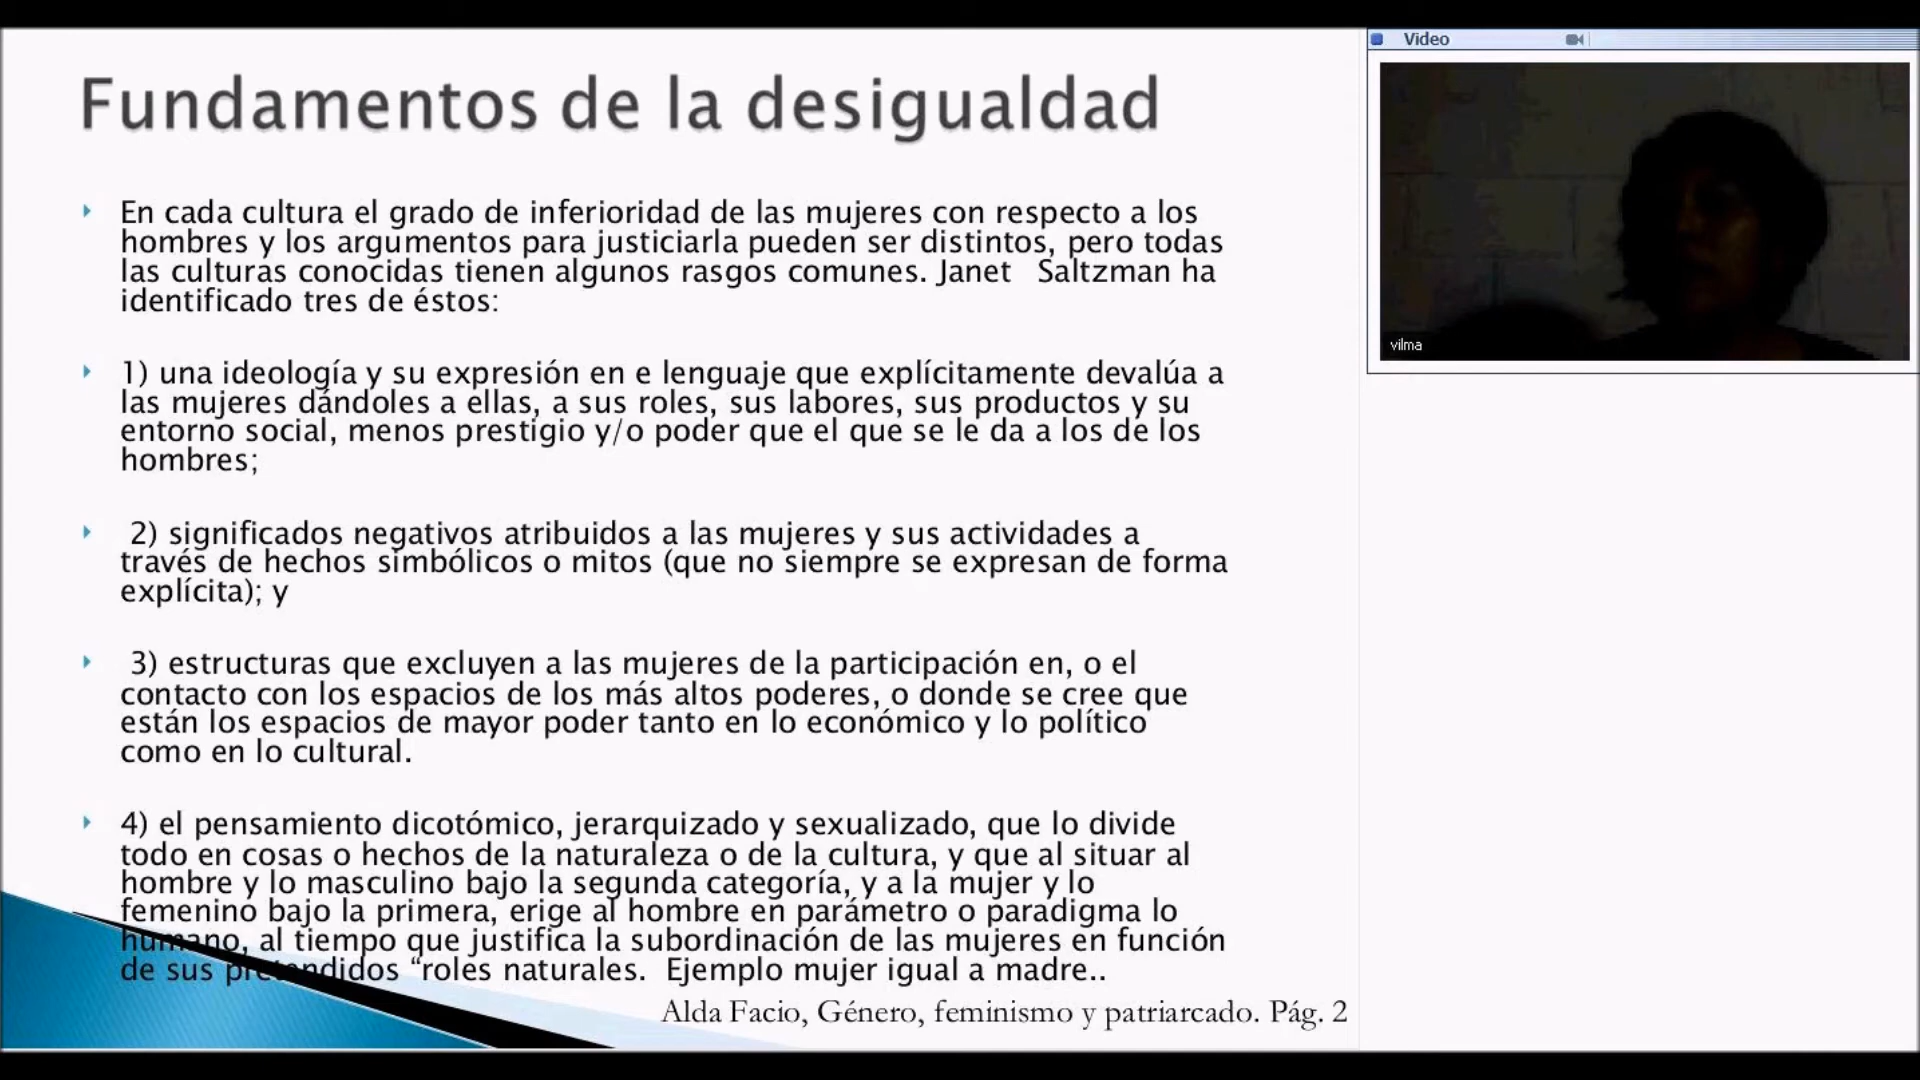 Fundamentos de la desigualdad
En cada cultura el grado de inferioridad de las mujeres con respecto a los
hombres y los argumentos para justiciarla pueden ser distintos, pero todas
las culturas conocidas tienen algunos rasgos comunes. Janet Saltzman ha
identificado tres de éstos:
1) una ideología y su expresión en e lenguaje que explícitamente devalúa a
las mujeres dándoles a ellas, a sus roles, sus labores, sus productos y su
entorno social, menos prestigio y/o poder que el que se le da a los de los
hombres;
2) significados negativos atribuidos a las mujeres y sus actividades a
través de hechos simbólicos o mitos (que no siempre se expresan de forma
explícita); y
3) estructuras que excluyen a las mujeres de la participación en, o el
contacto con los espacios de los más altos poderes, o donde se cree que
están los espacios de mayor poder tanto en lo económico y lo político
como en lo cultural.
4) el pensamiento dicotómico, jerarquizado y sexualizado, que lo divide
todo en cosas o hechos de la naturaleza o de la cultura, y que al situar al
hombre y lo masculino bajo la segunda categoría, y a la mujer y lo
femenino bajo la primera, erige al hombre en parámetro o paradigma lo
humano, al tiempo que justifica la subordinación de las mujeres en función
de sus pretendidos “roles naturales. Ejemplo mujer igual a madre..
Alda Facio, Género, feminismo y patriarcado. Pág. 2
Video
vilma